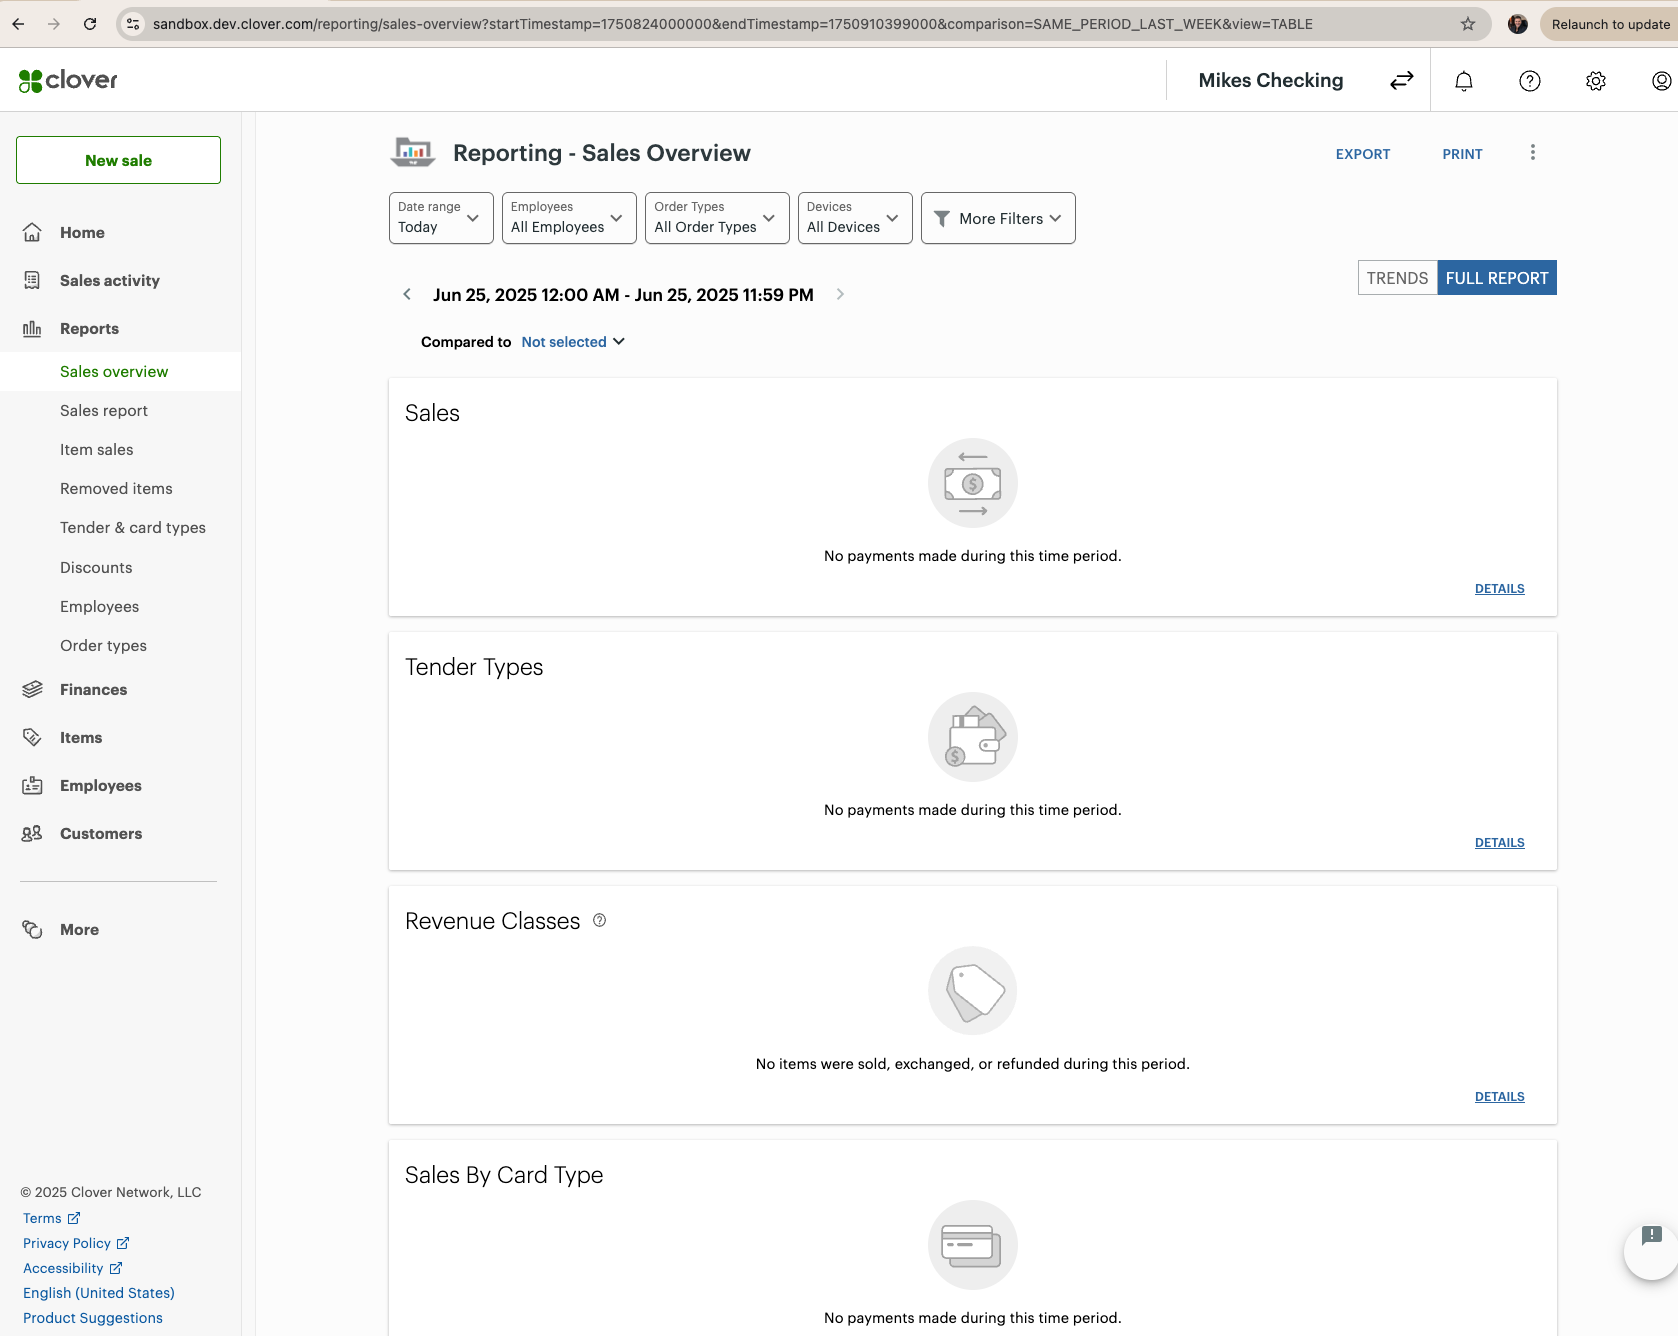 sandbox.dev.clover.com/reporting/sales-overview?startTimestamp=1750824000000&endTimestamp=1750910399000&comparison=SAME_PERIOD_LAST_WEEK&view=TABLE
Relaunch to update
clover
Mikes Checking
New sale
Home
Sales activity
Reports
Sales overview
Sales report
Item sales
Removed items
Tender & card types
Discounts
Employees
Order types
Finances
Items
Employees
Customers
More
© 2025 Clover Network, LLC
Terms
Privacy Policy
Accessibility
English (United States)
Product Suggestions
Reporting - Sales Overview
EXPORT
PRINT
Date range
Today
Employees
All Employees
Order Types
All Order Types
Devices
All Devices
More Filters
TRENDS
FULL REPORT
Jun 25, 2025 12:00 AM - Jun 25, 2025 11:59 PM
Compared to Not selected
Sales
$
No payments made during this time period.
DETAILS
Tender Types
$
No payments made during this time period.
DETAILS
Revenue Classes
No items were sold, exchanged, or refunded during this period.
DETAILS
Sales By Card Type
No payments made during this time period.